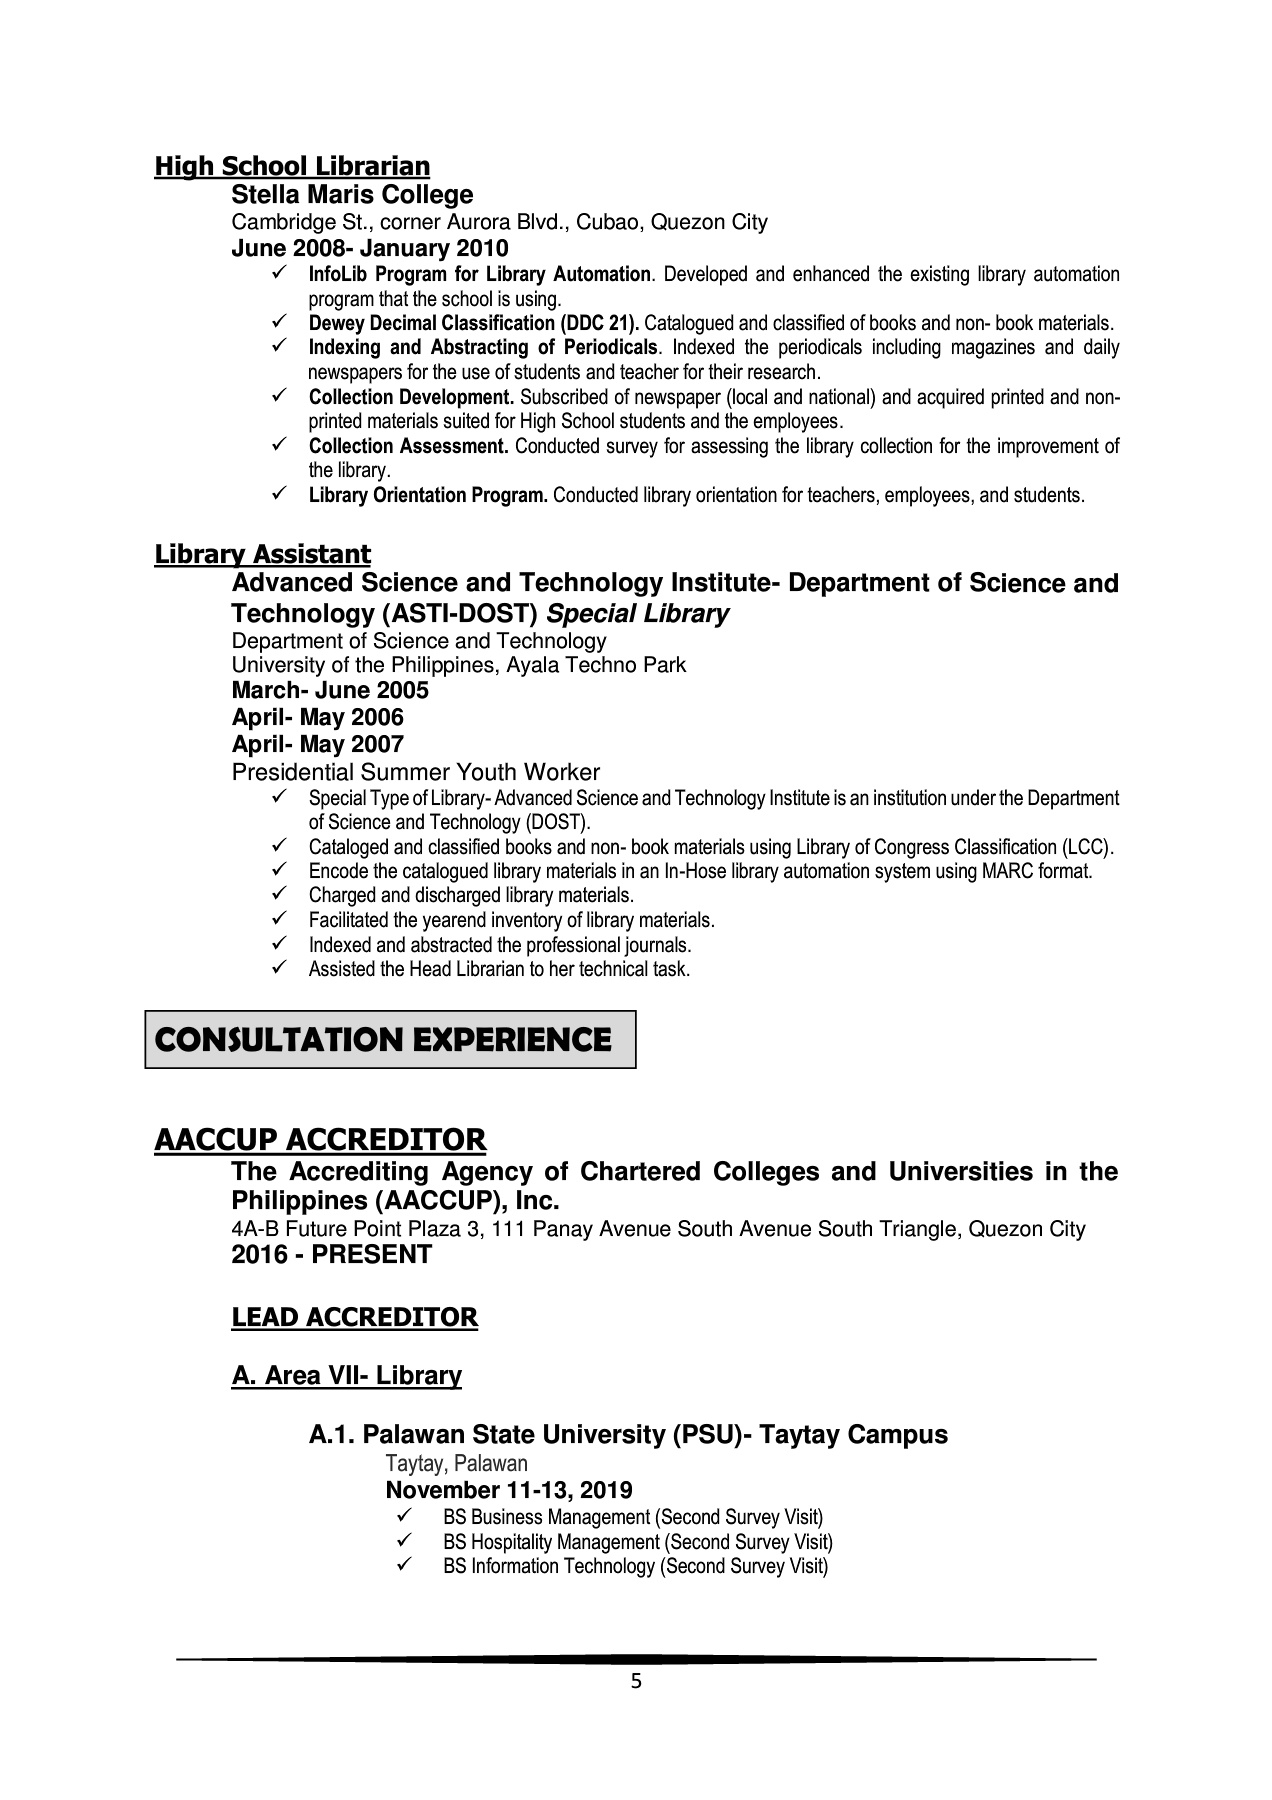 High School Librarian
Stella Maris College
Cambridge St., corner Aurora Blvd., Cubao, Quezon City
June 2008- January 2010
✓ InfoLib Program for Library Automation. Developed and enhanced the existing library automation
program that the school is using.
✓ Dewey Decimal Classification (DDC 21). Catalogued and classified of books and non- book materials.
✓ Indexing and Abstracting of Periodicals. Indexed the periodicals including magazines and daily
newspapers for the use of students and teacher for their research.
✓ Collection Development. Subscribed of newspaper (local and national) and acquired printed and non-
printed materials suited for High School students and the employees.
✓ Collection Assessment. Conducted survey for assessing the library collection for the improvement of
the library.
✓ Library Orientation Program. Conducted library orientation for teachers, employees, and students.
Library Assistant
Advanced Science and Technology Institute- Department of Science and
Technology (ASTI-DOST) Special Library
Department of Science and Technology
University of the Philippines, Ayala Techno Park
March- June 2005
April- May 2006
April- May 2007
Presidential Summer Youth Worker
✓ Special Type of Library- Advanced Science and Technology Institute is an institution under the Department
of Science and Technology (DOST).
✓ Cataloged and classified books and non- book materials using Library of Congress Classification (LCC).
✓ Encode the catalogued library materials in an In-Hose library automation system using MARC format.
✓ Charged and discharged library materials.
✓ Facilitated the yearend inventory of library materials.
✓ Indexed and abstracted the professional journals.
✓ Assisted the Head Librarian to her technical task.
CONSULTATION EXPERIENCE
AACCUP ACCREDITOR
The Accrediting Agency of Chartered Colleges and Universities in the
Philippines (AACCUP), Inc.
4A-B Future Point Plaza 3, 111 Panay Avenue South Avenue South Triangle, Quezon City
2016 - PRESENT
LEAD ACCREDITOR
A. Area VII- Library
A.1. Palawan State University (PSU)- Taytay Campus
Taytay, Palawan
November 11-13, 2019
✓ BS Business Management (Second Survey Visit)
✓ BS Hospitality Management (Second Survey Visit)
✓ BS Information Technology (Second Survey Visit)
5